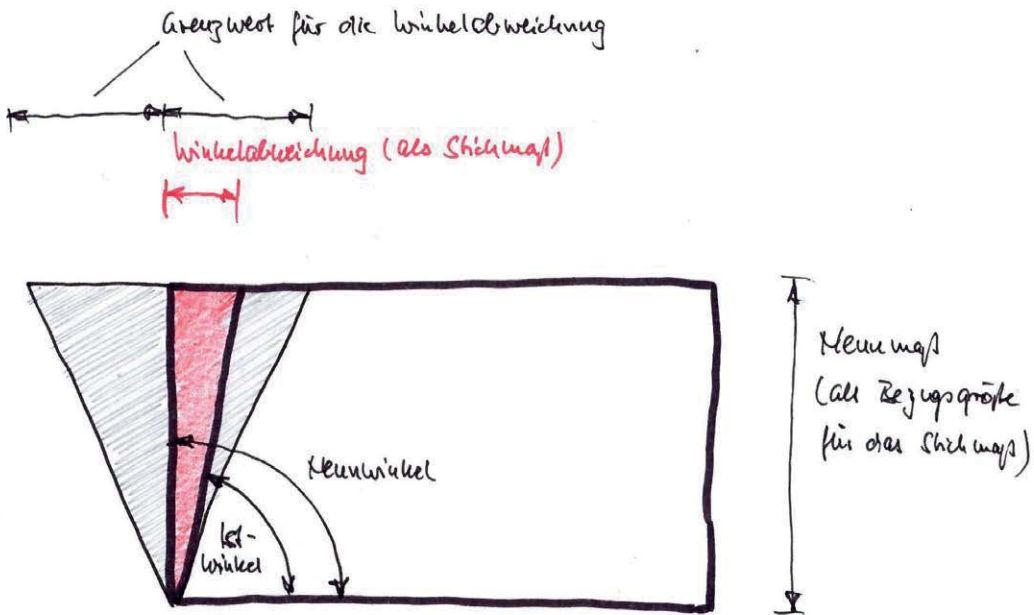 Grenzwert für die Winkelabweichung
Winkelabweichung (als Stichmaß)
Nennmaß
(als Bezugsgröße
für das Stichmaß)
Nennwinkel
Ist-
winkel